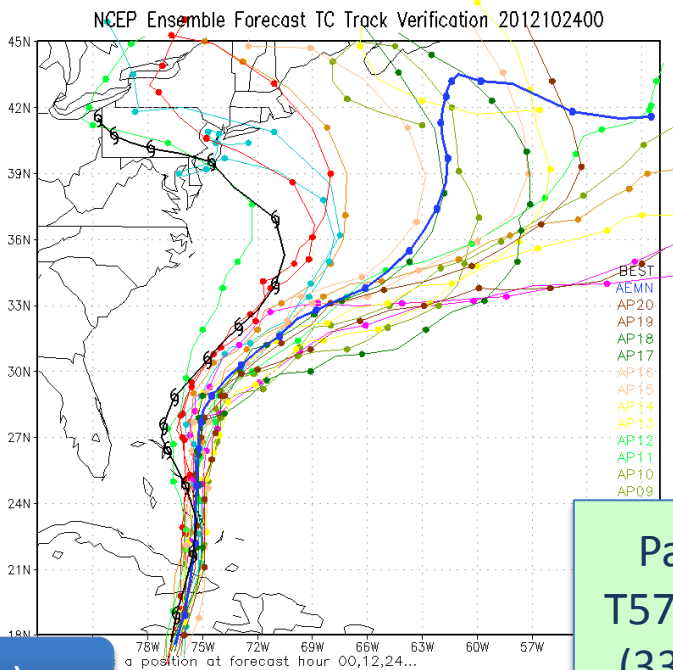 NCEP Ensemble Forecast TC Track Verification 2012102400
45N
42N
39N
36N
33N
30N
27N
24N
21N
18N
BEST
AEMN
AP20
AP19
AP18
AP17
AP16
AP15
AP14
AP13
AP12
AP11
AP10
AP09
78W 75W 72W 69W 66W 63W 60W 57W
a position at forecast hour 00,12,24...
Pa
T57
(33